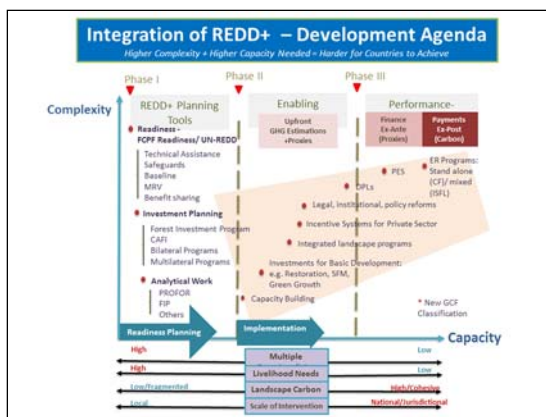 Integration of REDD+ – Development Agenda
Higher Complexity + Higher Capacity Needed = Harder for Countries to Achieve
Phase I
Phase II
Phase III
Complexity
REDD+ Planning
Tools
Enabling
Performance-
Upfront
GHG Estimations
+Proxies
Finance
Ex-Ante
(Proxies)
Payments
Ex-Post
(Carbon)
Readiness -
FCPF Readiness/ UN-REDD
Technical Assistance
Safeguards
Baseline
MRV
Benefit sharing
Investment Planning
Forest Investment Program
CAFI
Bilateral Programs
Multilateral Programs
Analytical Work
PROFOR
FIP
Others
ER Programs:
Stand alone
(CF)/ mixed
(ISFL)
PES
DPLs
Legal, institutional, policy reforms
Incentive Systems for Private Sector
Integrated landscape programs
Investments for Basic Development:
e.g. Restoration, SFM,
Green Growth
Capacity Building
* New GCF
Classification
Readiness Planning
Implementation
Capacity
High
Multiple
Low
High
Livelihood Needs
Low
Low/fragmented
Landscape Carbon
High/Cohesive
Local
Scale of Intervention
National/Jurisdictional